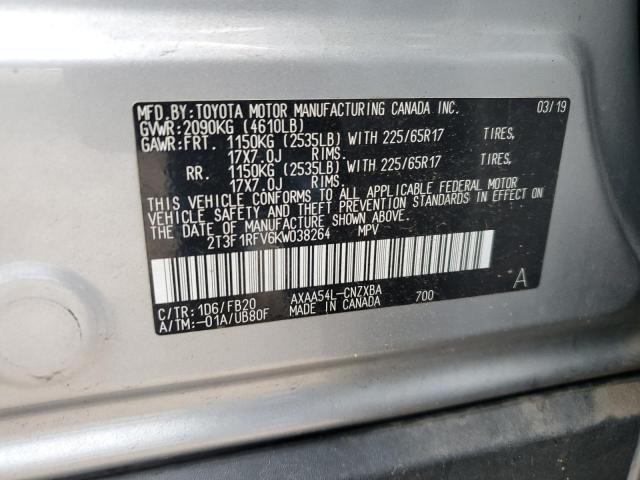 MFD.BY:TOYOTA MOTOR MANUFACTURING CANADA INC. 03/19
GVWR:2090KG (4610LB)
GAWR:FRT. 1150KG (2535LB) WITH 225/65R17 TIRES,
17X7.0J RIMS.
RR. 1150KG (2535LB) WITH 225/65R17 TIRES,
17X7.0J RIMS.
THIS VEHICLE CONFORMS TO ALL APPLICABLE FEDERAL MOTOR
VEHICLE SAFETY AND THEFT PREVENTION STANDARDS IN EFFECT ON
THE DATE OF MANUFACTURE SHOWN ABOVE.
2T3F1RFV6KW038264 MPV
C/TR:1D6/FB20 AXAA54L-CNZXBA A
A/TM:-01A/UB80F MADE IN CANADA 700